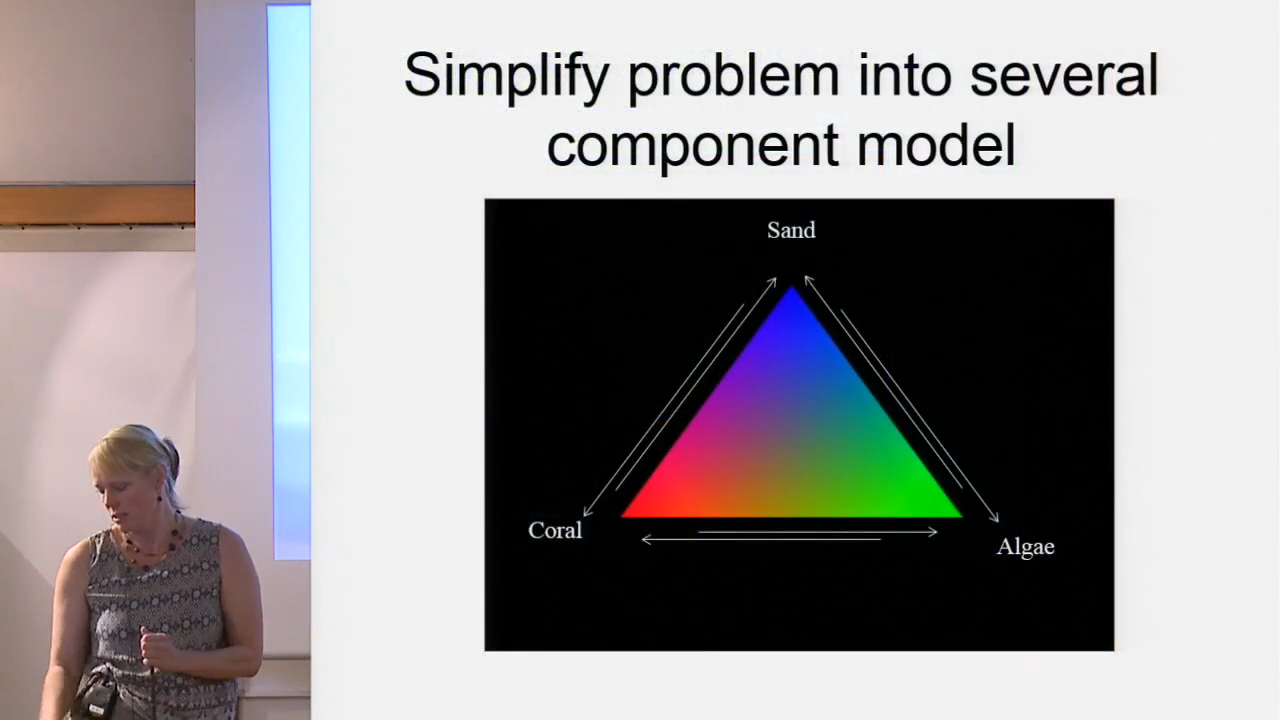 Simplify problem into several
component model
Sand
Coral
Algae